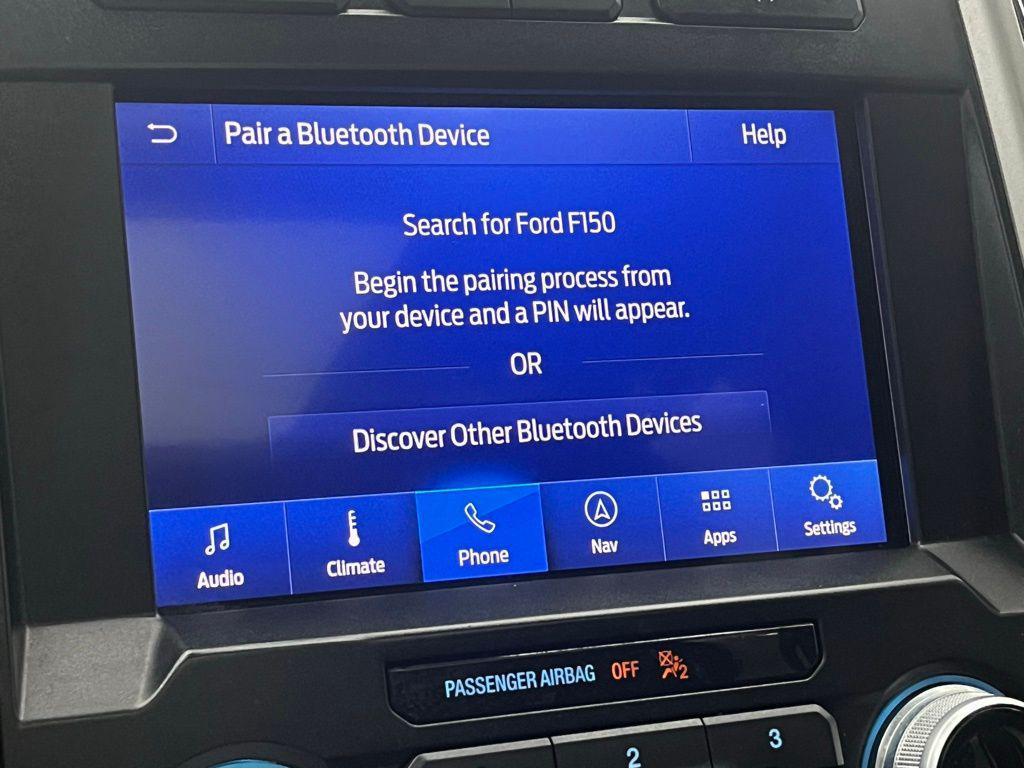 Pair a Bluetooth Device
Help
Search for Ford F150
Begin the pairing process from
your device and a PIN will appear.
OR
Discover Other Bluetooth Devices
Audio
Climate
Phone
Nav
Apps
Settings
PASSENGER AIRBAG OFF 2
2
3